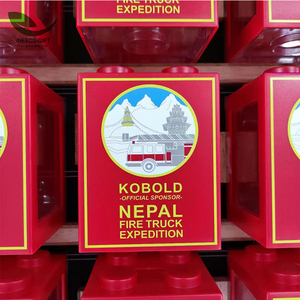 FIRE TRUCK
EXPEDITION
KOBOLD
-OFFICIAL SPONSOR-
NEPAL
FIRE TRUCK
EXPEDITION